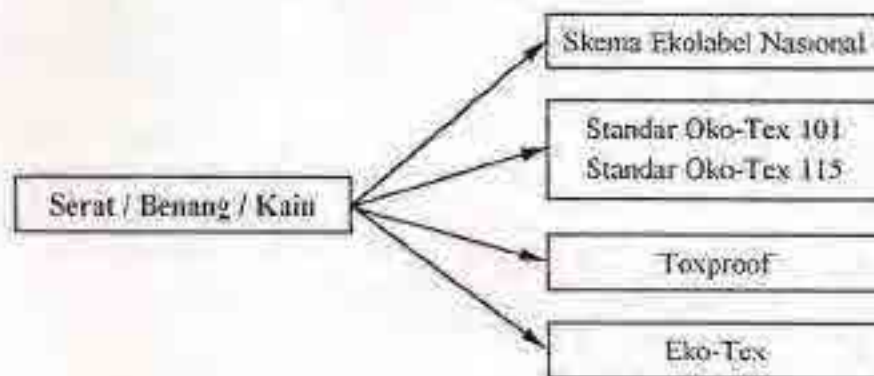 Skema Ekolabel Nasional
Standar Oko-Tex 101
Standar Oko-Tex 115
Serat / Benang / Kain
Toxproof
Eko-Tex